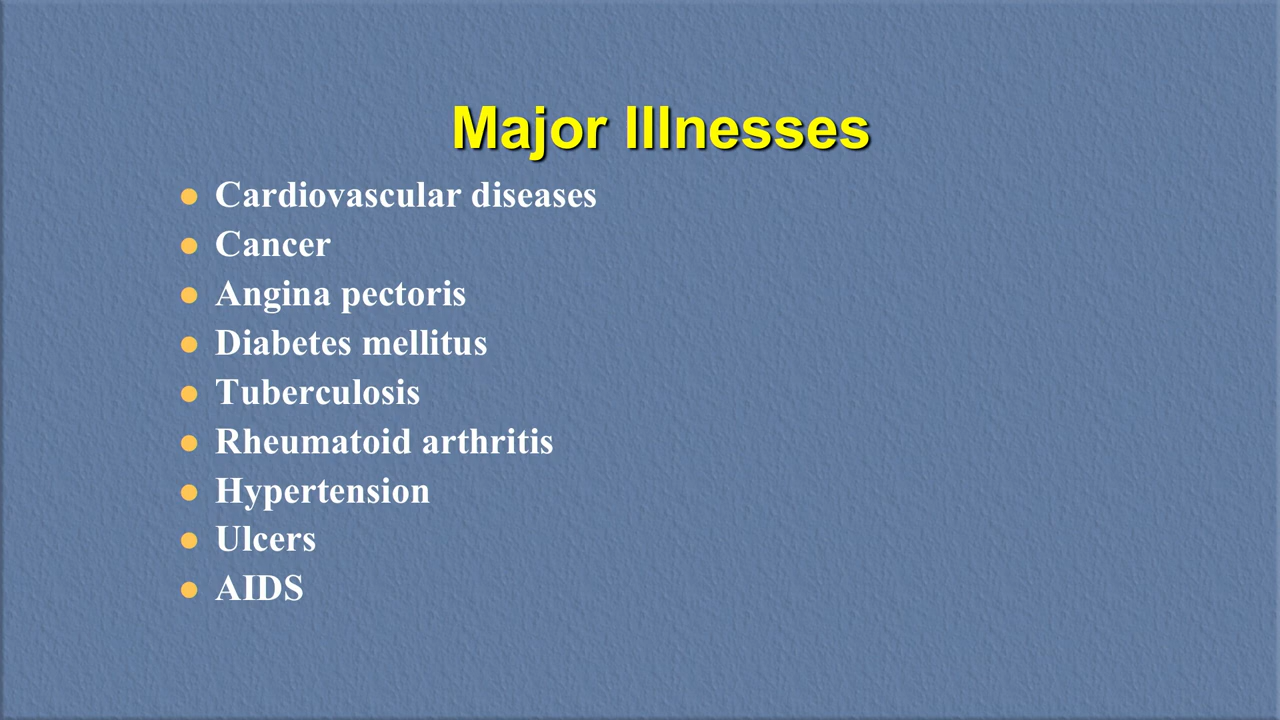 Major Illnesses
Cardiovascular diseases
Cancer
Angina pectoris
Diabetes mellitus
Tuberculosis
Rheumatoid arthritis
Hypertension
Ulcers
AIDS